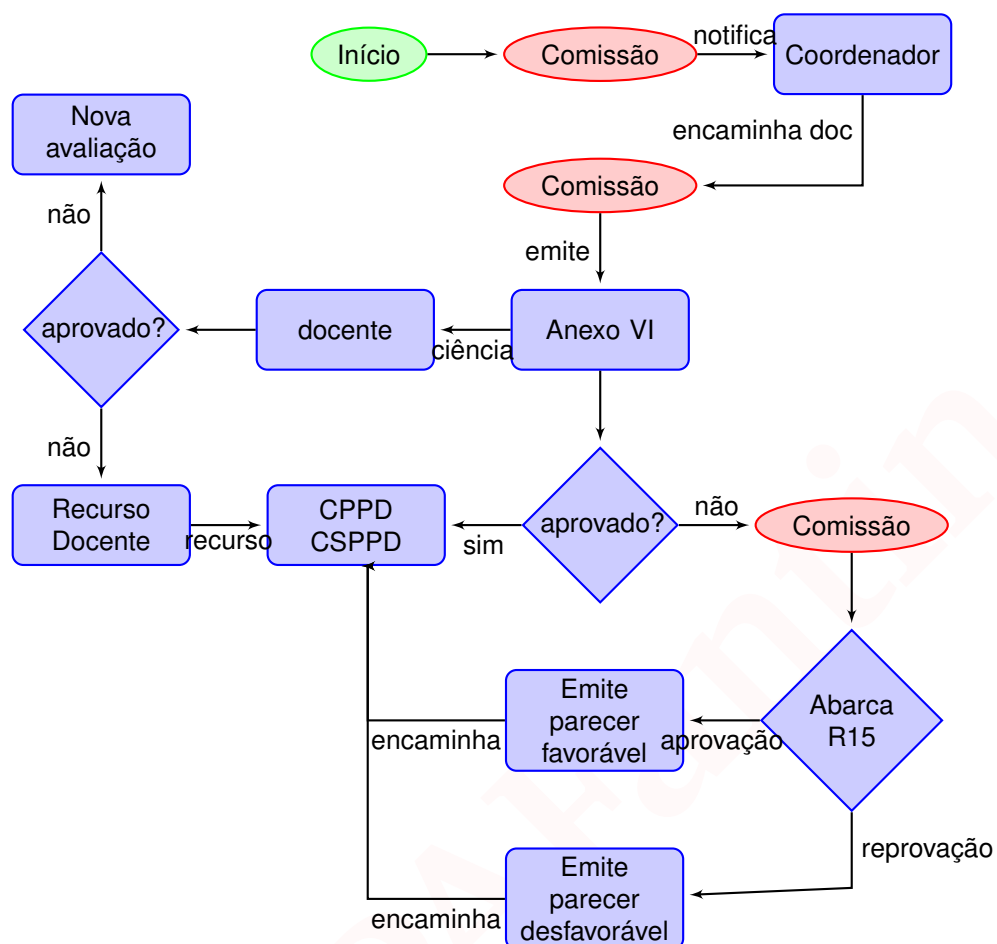 Início
Comissão
notifica
Coordenador
encaminha doc
Comissão
emite
Nova
avaliação
não
aprovado?
docente
ciência
Anexo VI
não
Recurso
Docente
recurso
CPPD
CSPPD
sim
aprovado?
não
Comissão
Abarca
R15
aprovação
Emite
parecer
favorável
encaminha
reprovação
Emite
parecer
desfavorável
encaminha